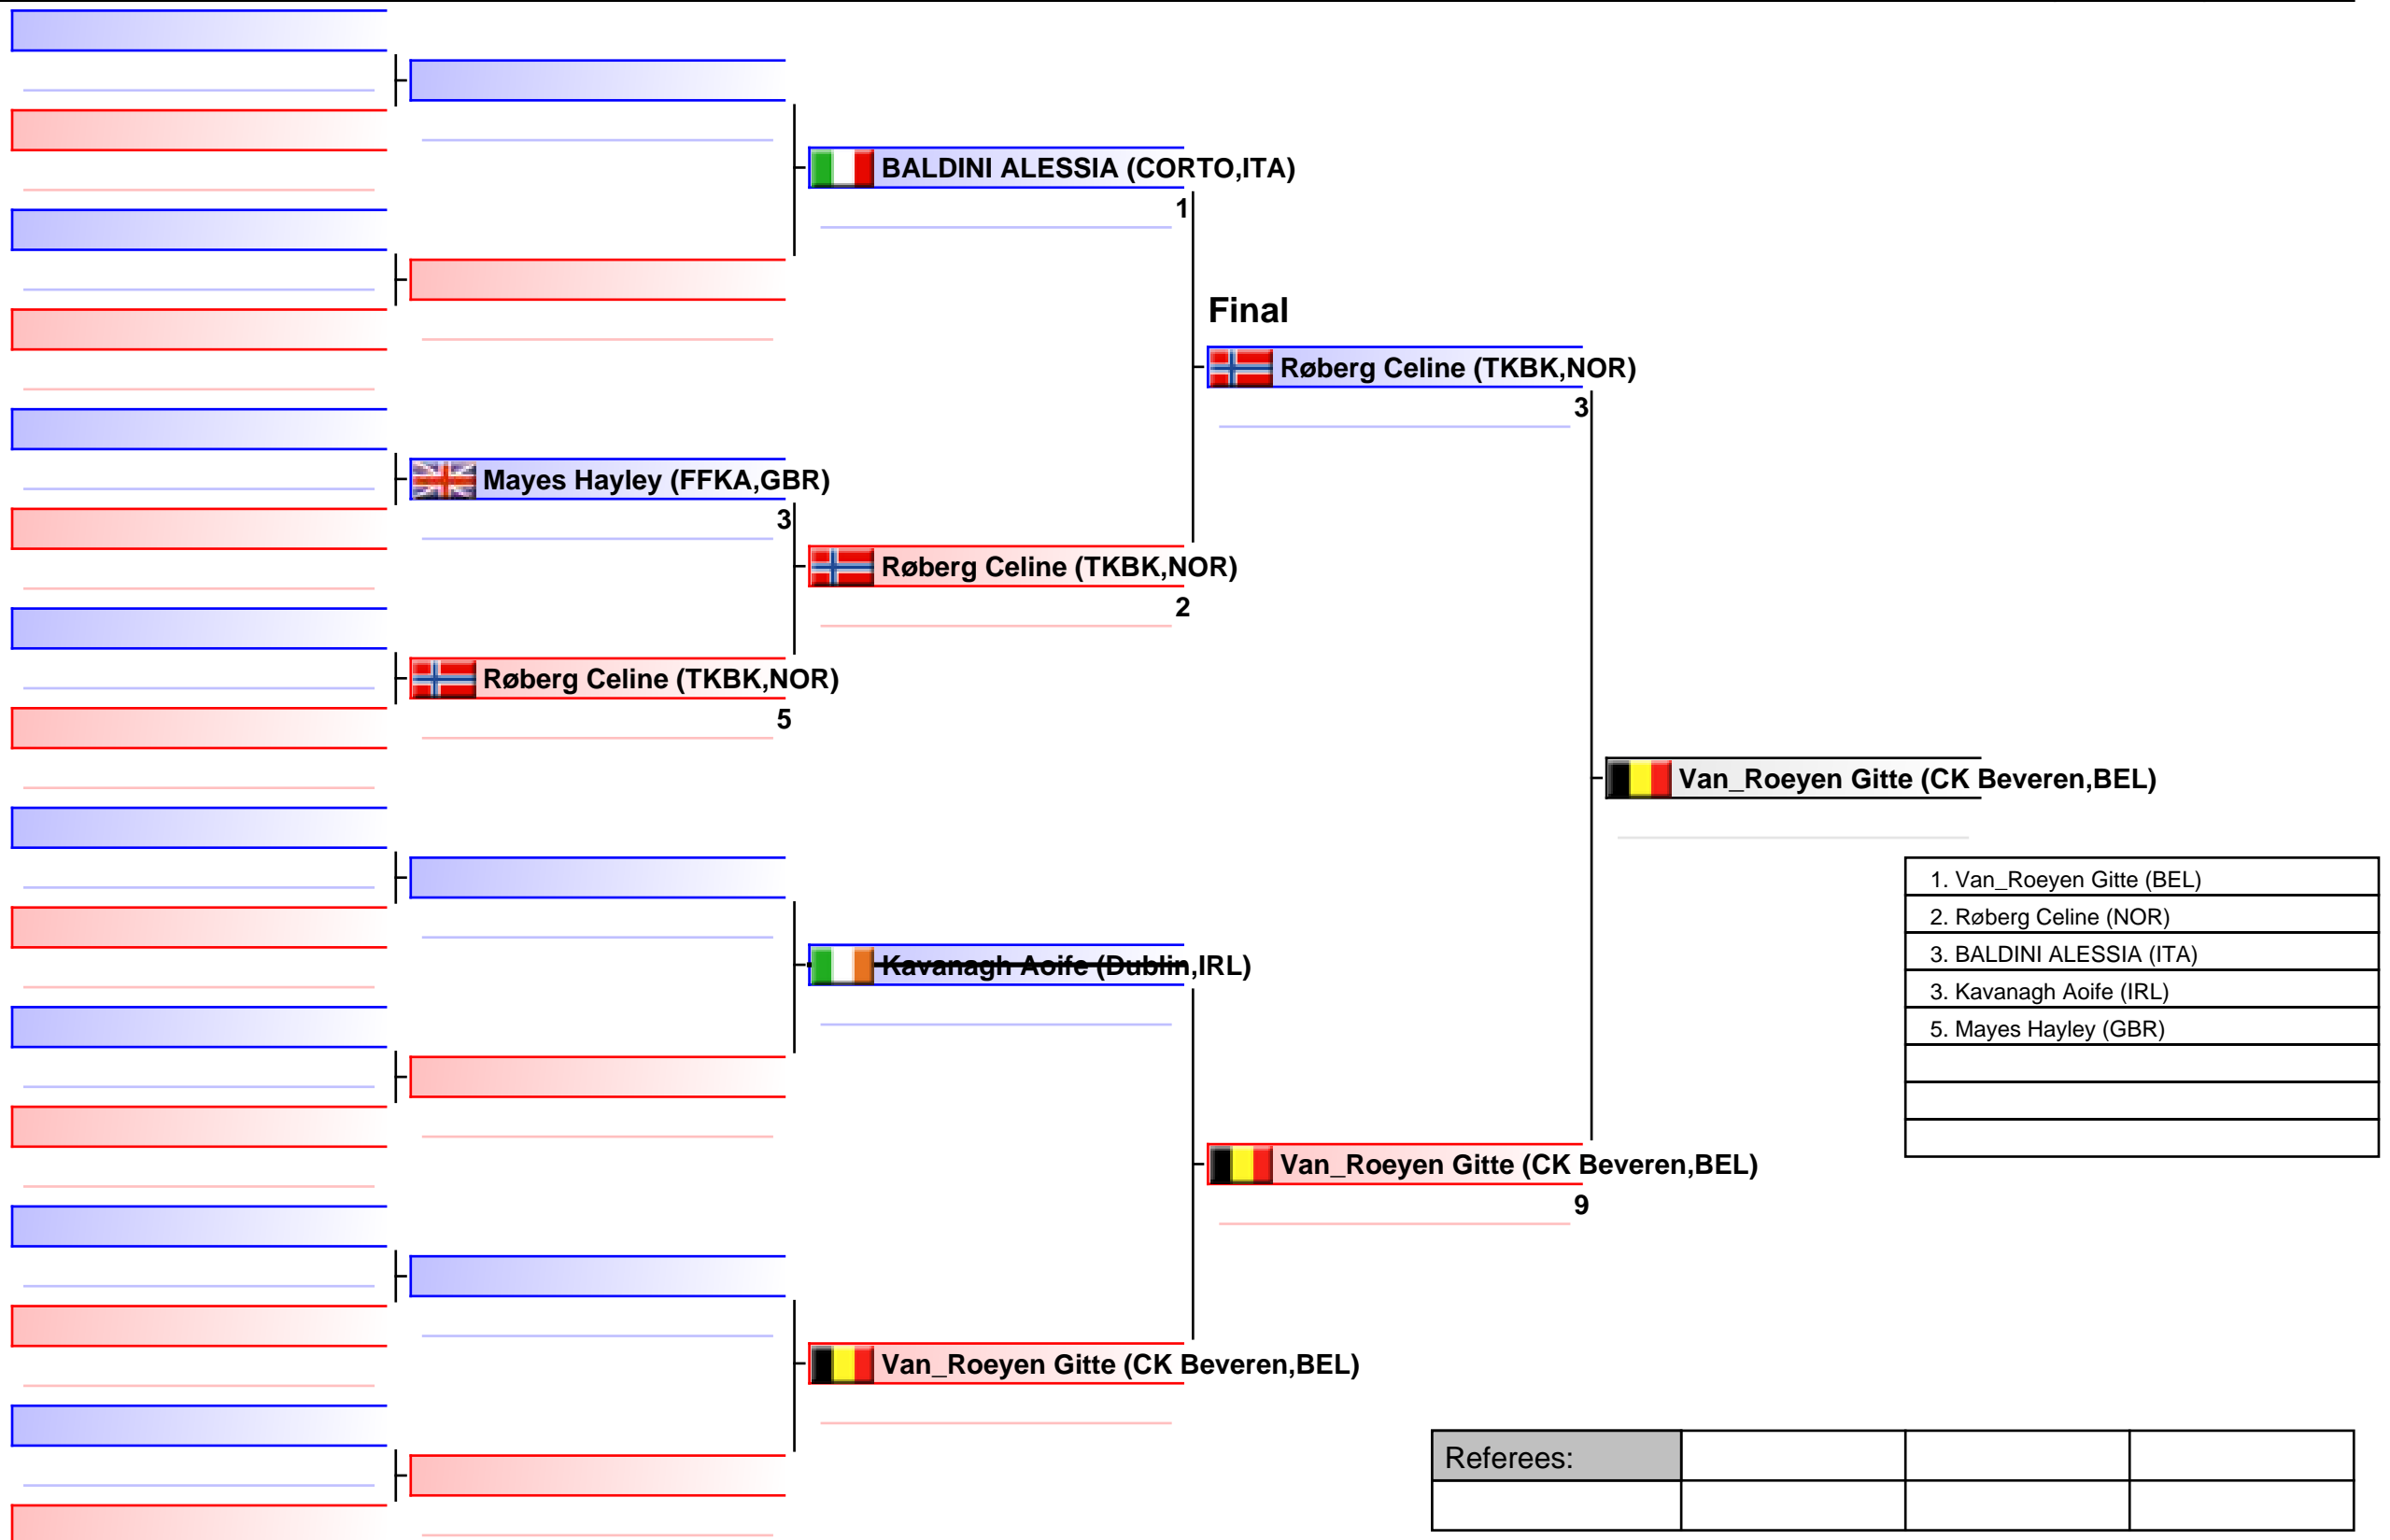 BALDINI ALESSIA (CORTO,ITA)
1
Final
Røberg Celine (TKBK,NOR)
3
Mayes Hayley (FFKA,GBR)
3
Røberg Celine (TKBK,NOR)
2
Røberg Celine (TKBK,NOR)
5
Van_Roeyen Gitte (CK Beveren,BEL)
1. Van_Roeyen Gitte (BEL)
2. Røberg Celine (NOR)
3. BALDINI ALESSIA (ITA)
3. Kavanagh Aoife (IRL)
5. Mayes Hayley (GBR)
Kavanagh Aoife (Dublin,IRL)
Van_Roeyen Gitte (CK Beveren,BEL)
9
Van_Roeyen Gitte (CK Beveren,BEL)
Referees: